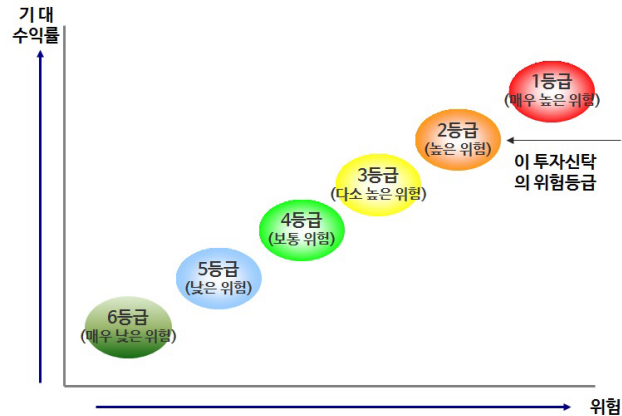 기 대
수익률
1등급
(매우 높은 위험)
2등급
(높은 위험)
이 투자신탁
의 위험등급
3등급
(다소 높은 위험)
4등급
(보통 위험)
5등급
(낮은 위험)
6등급
(매우 낮은 위험)
위험